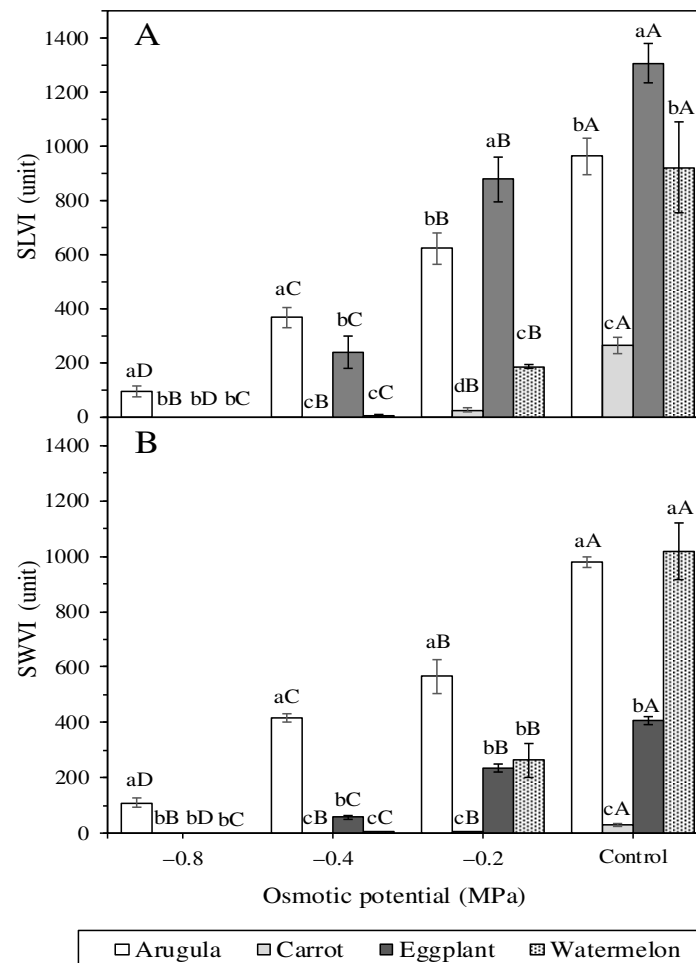 A
SLVI (unit)
1400
1200
1000
800
600
400
200
0
aD bB bD bC
aC cB bC cC
bB dB aB cB
bA cA aA bA
B
SWVI (unit)
1400
1200
1000
800
600
400
200
0
aD bB bD bC
aC cB bC cC
aB cB bB bB
aA cA bA aA
−0.8 −0.4 −0.2 Control
Osmotic potential (MPa)
Arugula Carrot Eggplant Watermelon